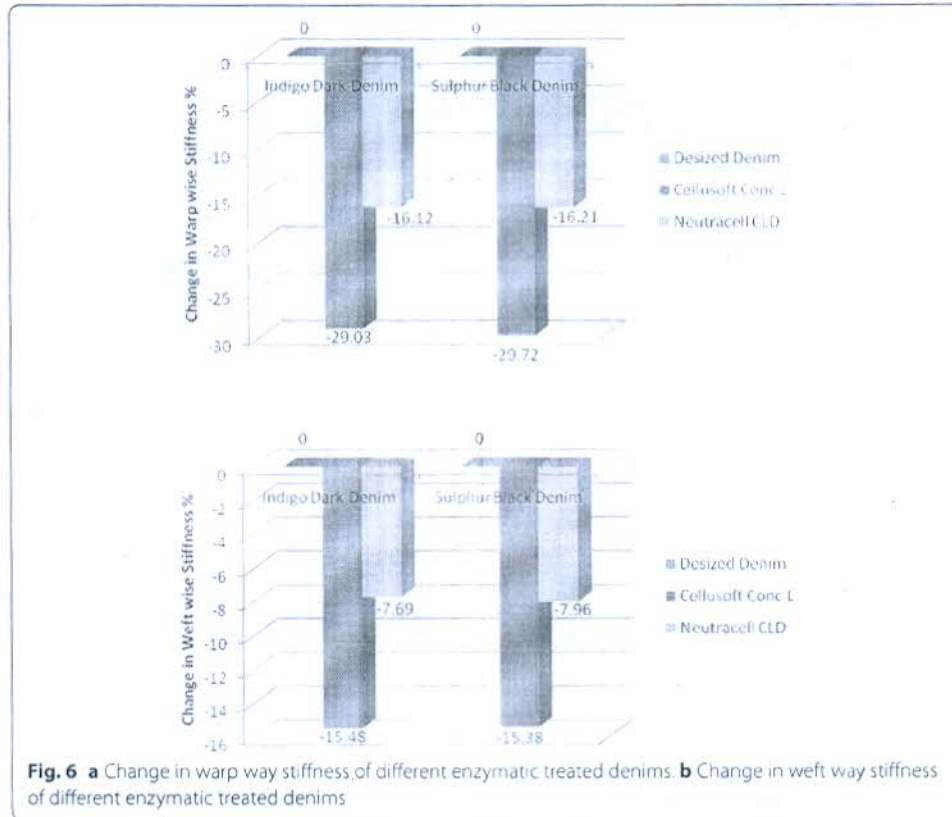 0
0
0
Indigo Dark Denim
Sulphur Black Denim
-5
-10
-15
-20
-25
-30
Change in Warp wise Stiffness %
-16.12
-16.21
-29.03
-29.72
Desized Denim
Cellusoft Conc L
Neutracell CLD
0
0
0
Indigo Dark Denim
Sulphur Black Denim
-2
-4
-6
-8
-10
-12
-14
-16
Change in Weft wise Stiffness %
-7.69
-7.96
-15.38
Desized Denim
Cellusoft Conc L
Neutracell CLD
Fig. 6 a Change in warp way stiffness of different enzymatic treated denims. b Change in weft way stiffness
of different enzymatic treated denims